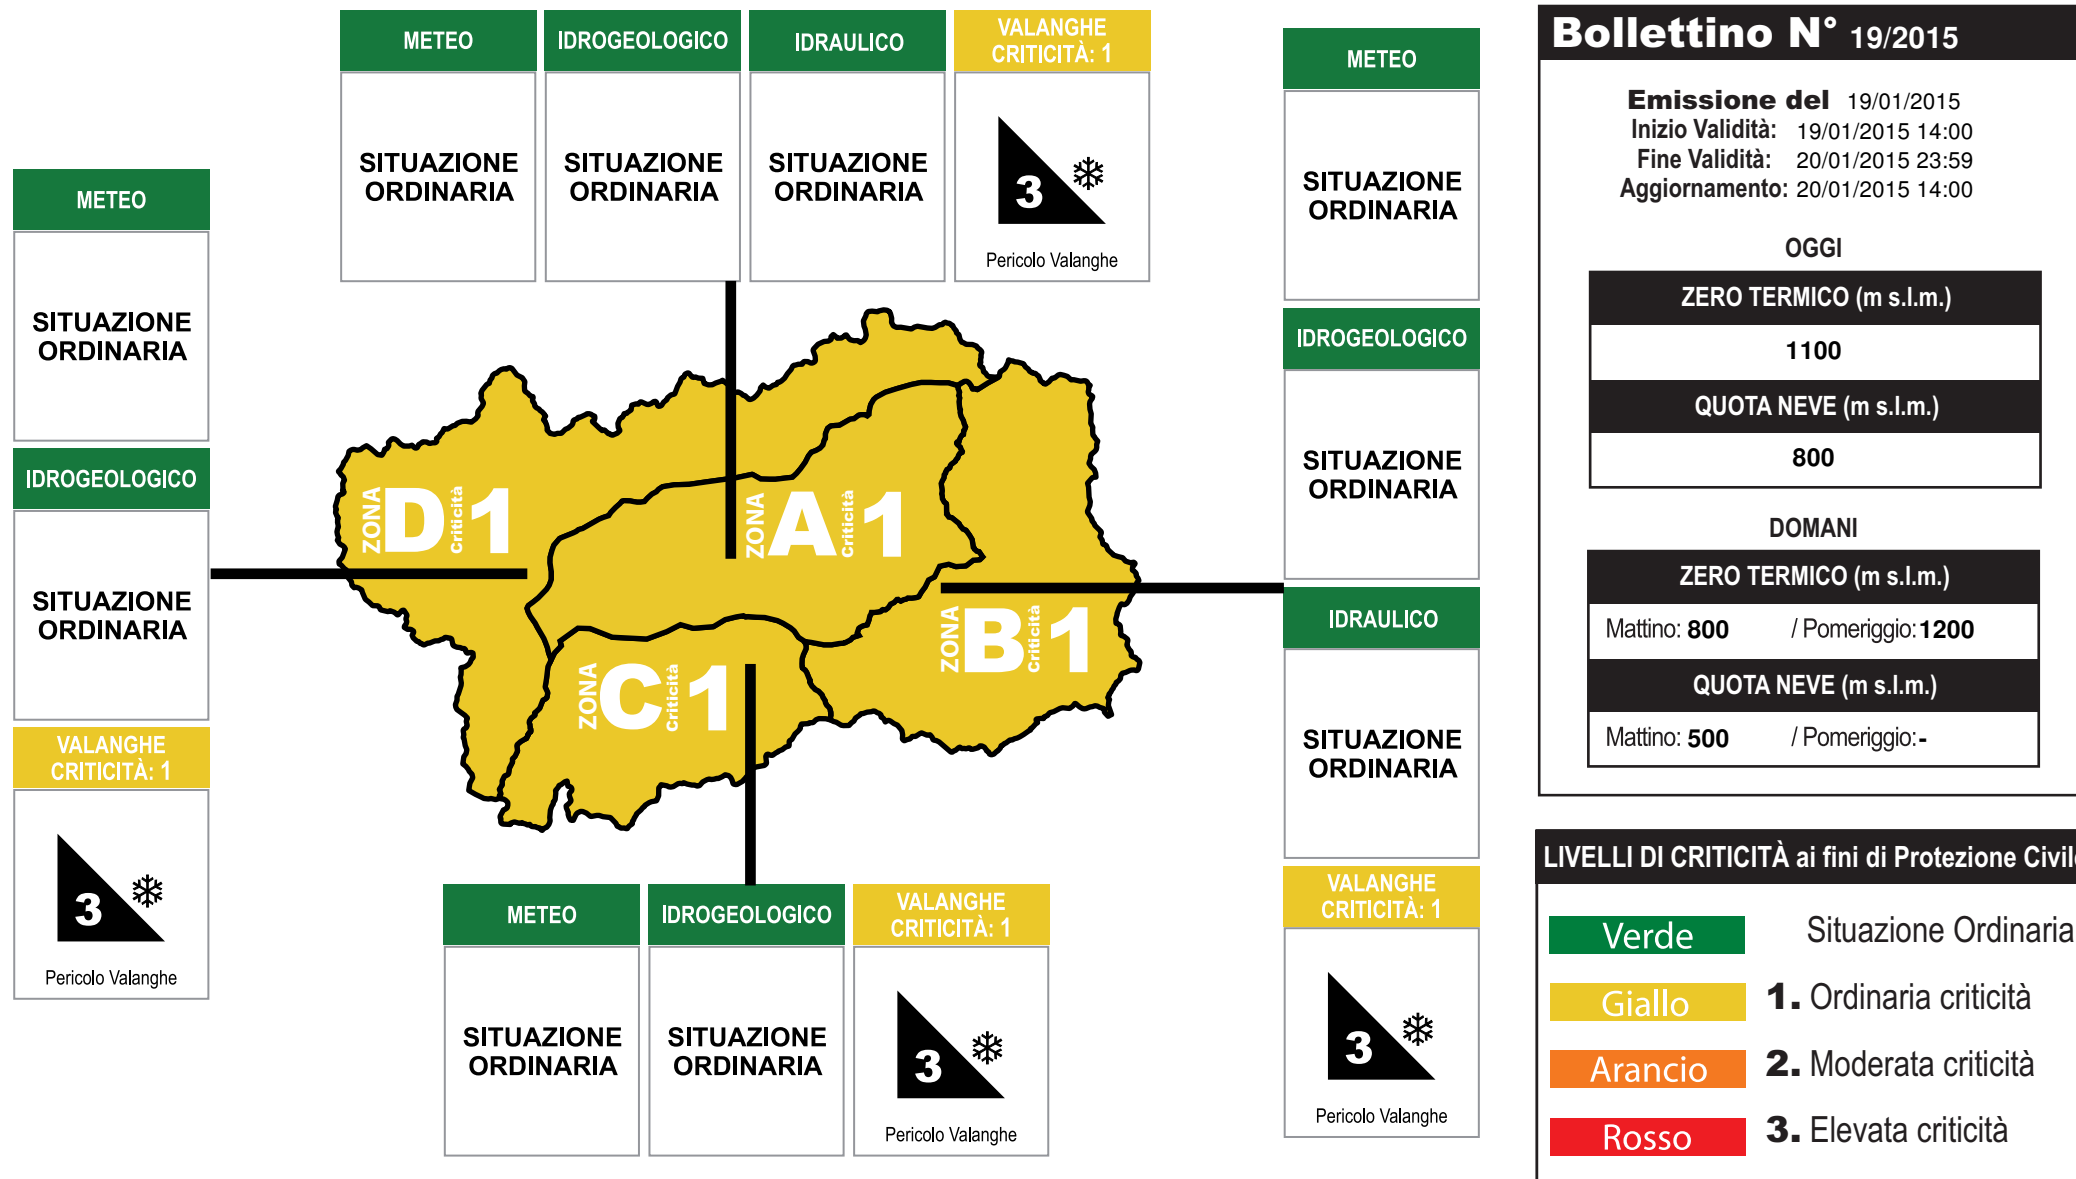 METEO
SITUAZIONE
ORDINARIA
IDROGEOLOGICO
SITUAZIONE
ORDINARIA
IDRAULICO
SITUAZIONE
ORDINARIA
VALANGHE
CRITICITÀ: 1
3
Pericolo Valanghe
METEO
SITUAZIONE
ORDINARIA
IDROGEOLOGICO
SITUAZIONE
ORDINARIA
VALANGHE
CRITICITÀ: 1
3
Pericolo Valanghe
ZONA D Criticità 1
ZONA A Criticità 1
ZONA B Criticità 1
ZONA C Criticità 1
METEO
SITUAZIONE
ORDINARIA
IDROGEOLOGICO
SITUAZIONE
ORDINARIA
VALANGHE
CRITICITÀ: 1
3
Pericolo Valanghe
METEO
SITUAZIONE
ORDINARIA
IDROGEOLOGICO
SITUAZIONE
ORDINARIA
IDRAULICO
SITUAZIONE
ORDINARIA
VALANGHE
CRITICITÀ: 1
3
Pericolo Valanghe
Bollettino N° 19/2015
Emissione del 19/01/2015
Inizio Validità: 19/01/2015 14:00
Fine Validità: 20/01/2015 23:59
Aggiornamento: 20/01/2015 14:00
OGGI
ZERO TERMICO (m s.l.m.)
1100
QUOTA NEVE (m s.l.m.)
800
DOMANI
ZERO TERMICO (m s.l.m.)
Mattino: 800 / Pomeriggio: 1200
QUOTA NEVE (m s.l.m.)
Mattino: 500 / Pomeriggio: -
LIVELLI DI CRITICITÀ ai fini di Protezione Civile
Verde Situazione Ordinaria
Giallo 1. Ordinaria criticità
Arancio 2. Moderata criticità
Rosso 3. Elevata criticità